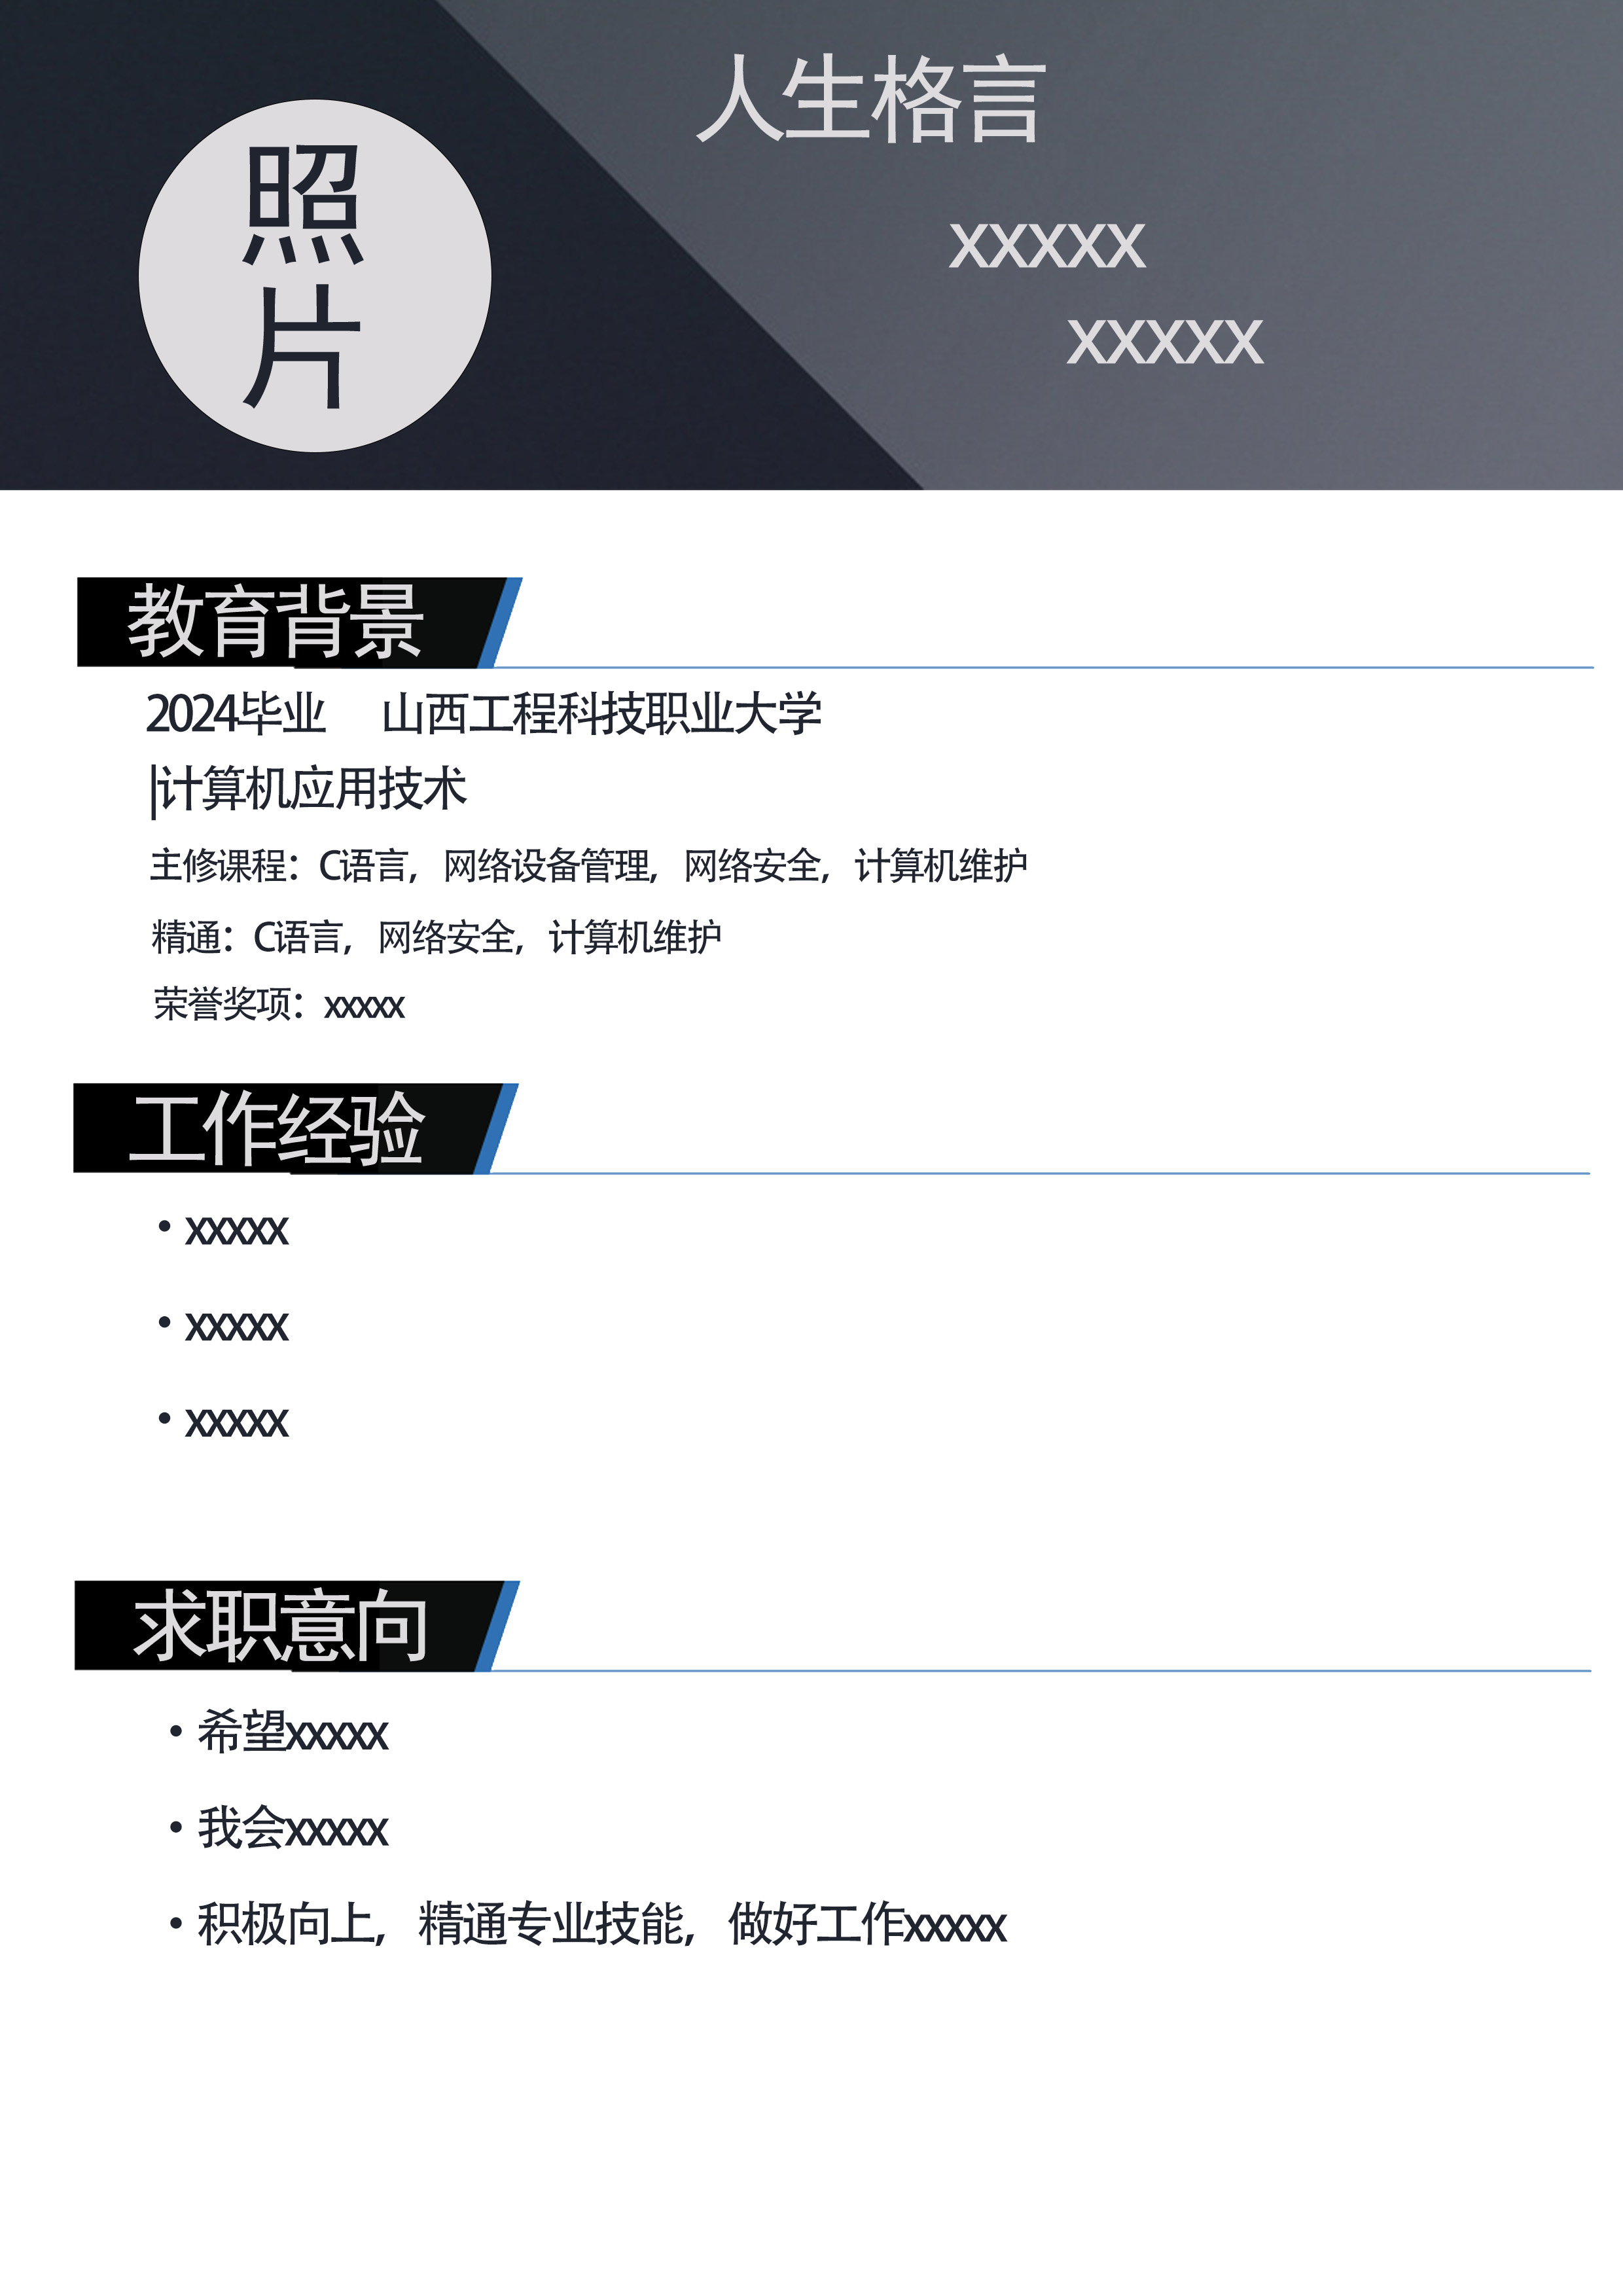 照
片
人生格言
xxxxx
xxxxx
教育背景
2024毕业 山西工程科技职业大学
|计算机应用技术
主修课程：C语言，网络设备管理，网络安全，计算机维护
精通：C语言，网络安全，计算机维护
荣誉奖项：xxxxx
工作经验
• xxxxx
• xxxxx
• xxxxx
求职意向
• 希望xxxxx
• 我会xxxxx
• 积极向上，精通专业技能，做好工作xxxxx